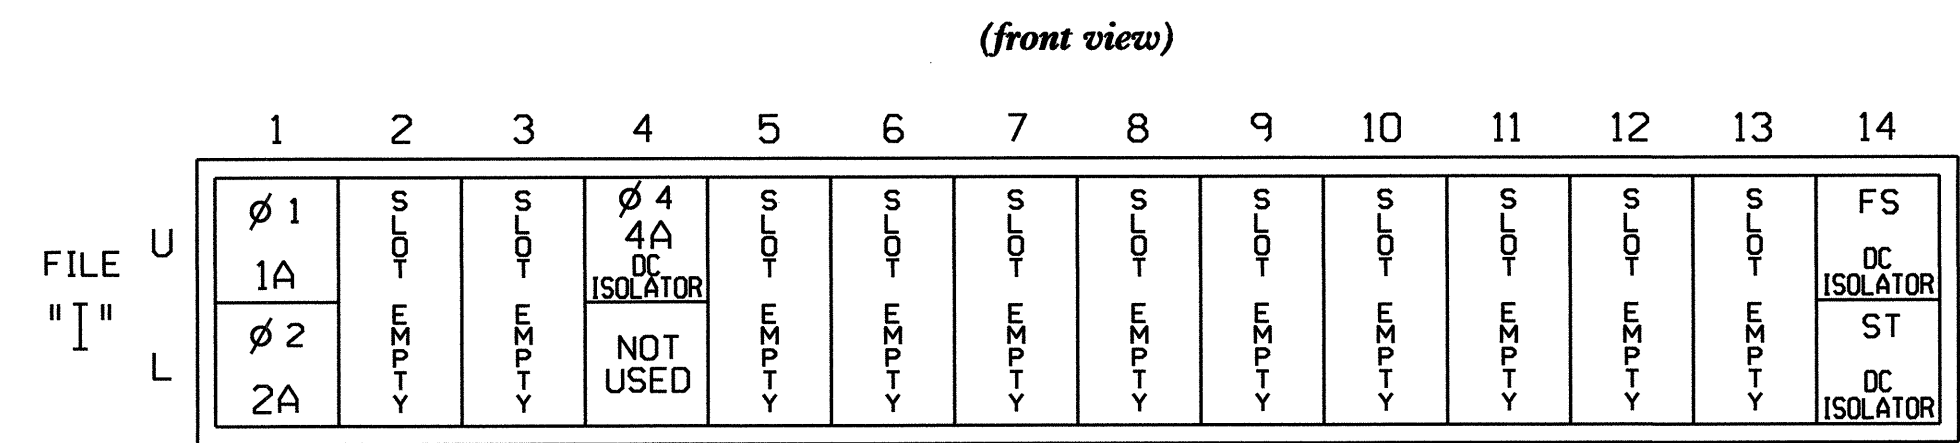 (front view)
1 2 3 4 5 6 7 8 9 10 11 12 13 14
FILE
"I"
U
L
Ø 1
1A
Ø 2
2A
SLOT EMPTY
SLOT EMPTY
Ø 4
4A
DC
ISOLATOR
NOT
USED
SLOT EMPTY
SLOT EMPTY
SLOT EMPTY
SLOT EMPTY
SLOT EMPTY
SLOT EMPTY
SLOT EMPTY
SLOT EMPTY
SLOT EMPTY
FS
DC
ISOLATOR
ST
DC
ISOLATOR